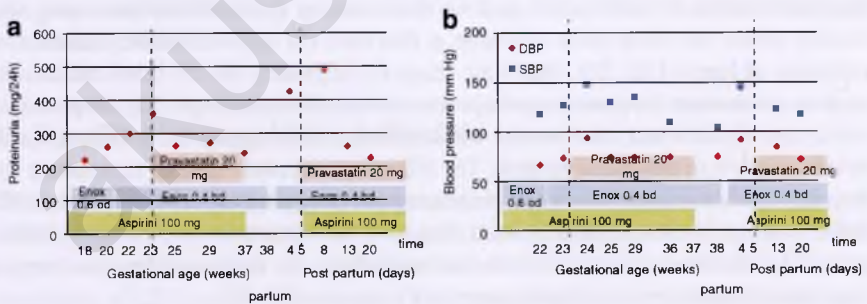 a
Proteinuria (mg/24h)
600
500
400
300
200
100
0
Pravastatin 20
mg
Pravastatin 20 mg
Enox
0.6 od
Enox 0.4 bd
Enox 0.4 bd
Aspirini 100 mg
Aspirini 100 mg
18 20 22 23 25 29 37 38 4 5 8 13 20 time
Gestational age (weeks) Post partum (days)
partum
b
Blood pressure (mm Hg)
200
150
100
50
0
DBP
SBP
Pravastatin 20
mg
Pravastatin 20 mg
Enox
0.6 od
Enox 0.4 bd
Enox 0.4 bd
Aspirini 100 mg
Aspirini 100 mg
22 23 24 25 29 36 37 38 4 5 13 20 time
Gestational age (weeks) Post partum (days)
partum